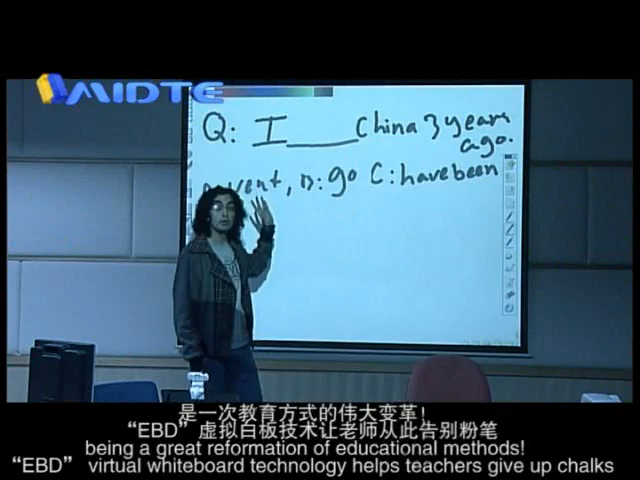 MIDTE
Q: I ____ China 3 years
ago.
went, B: go C: have been
是一次教育方式的伟大变革！
“EBD”虚拟白板技术让老师从此告别粉笔
being a great reformation of educational methods!
“EBD” virtual whiteboard technology helps teachers give up chalks